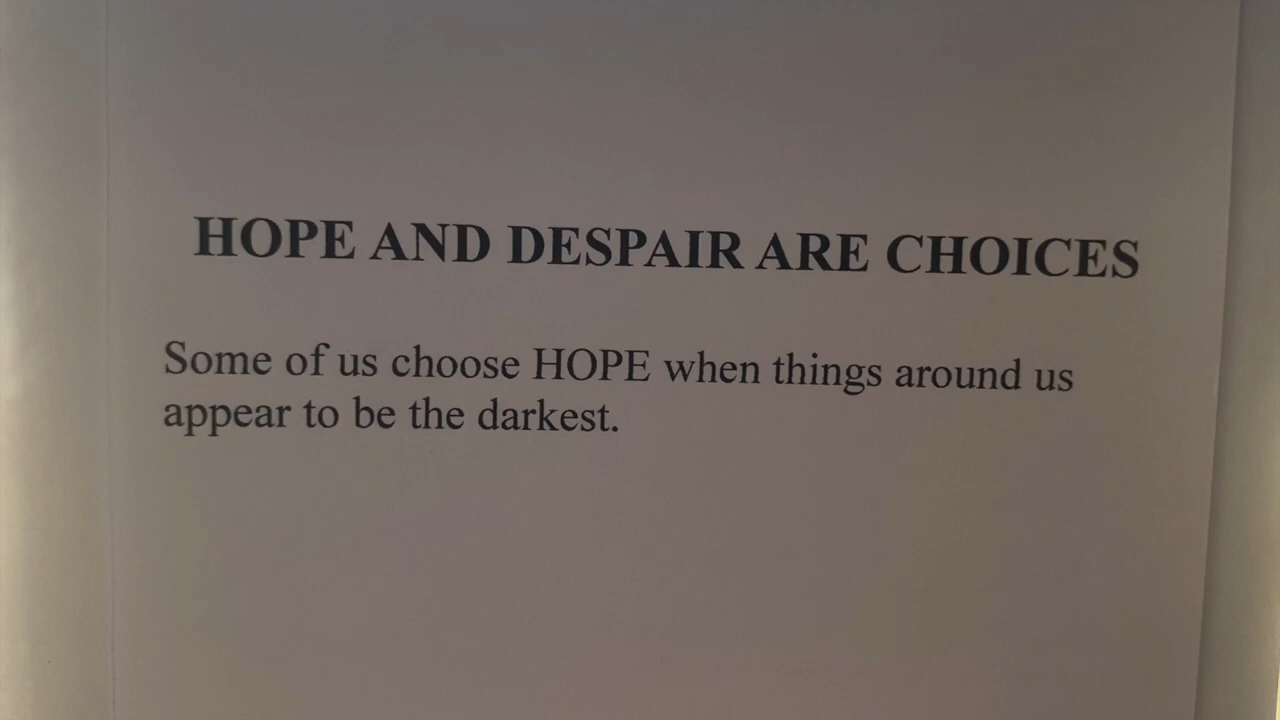 HOPE AND DESPAIR ARE CHOICES
Some of us choose HOPE when things around us
appear to be the darkest.